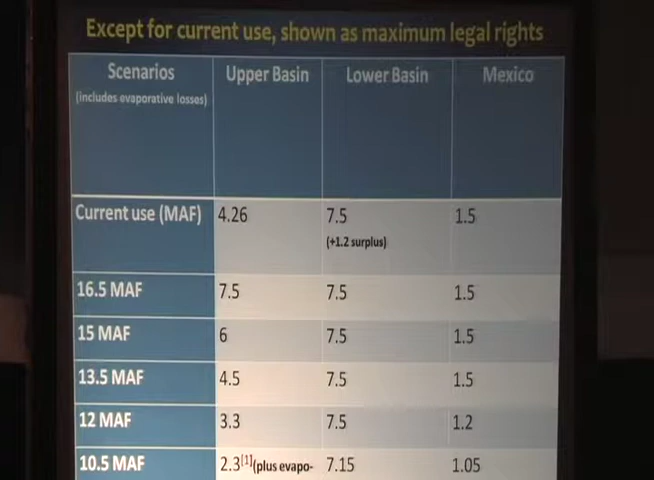 Except for current use, shown as maximum legal rights
Scenarios Upper Basin Lower Basin Mexico
(includes evaporative losses)
Current use (MAF) 4.26 7.5 1.5
(+1.2 surplus)
16.5 MAF 7.5 7.5 1.5
15 MAF 6 7.5 1.5
13.5 MAF 4.5 7.5 1.5
12 MAF 3.3 7.5 1.2
10.5 MAF 2.3[1](plus evapo- 7.15 1.05